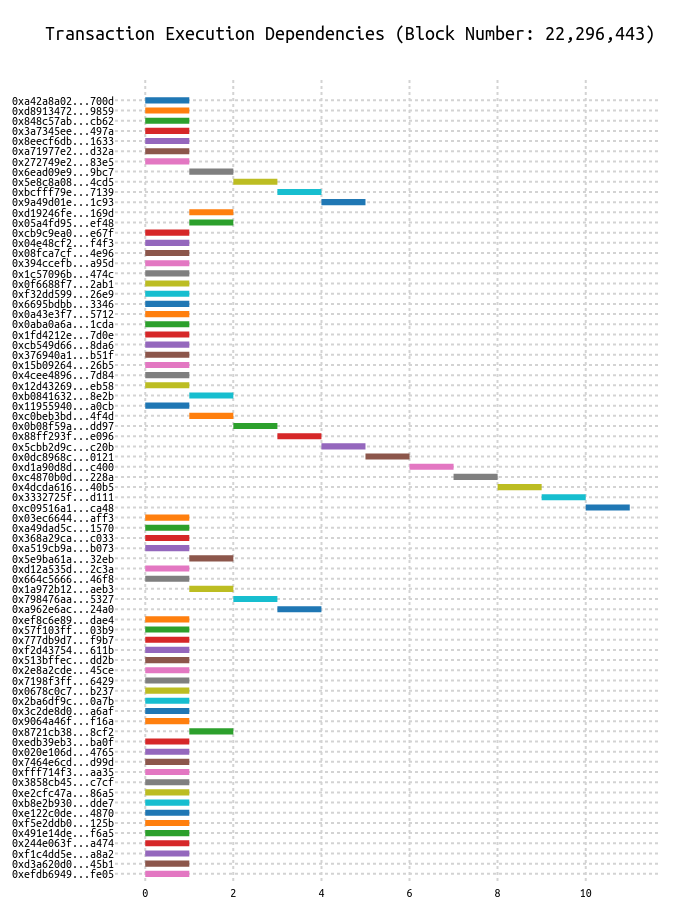 Transaction Execution Dependencies (Block Number: 22,296,443)
0xa42a8a02...700d
0xd8913472...9859
0x848c57ab...cb62
0x3a7345ee...497a
0x8eecf6db...1633
0xa71977e2...d32a
0x272749e2...83e5
0x6ead09e9...9bc7
0x5e8c8a08...4cd5
0xbcfff79e...7139
0x9a49d01e...1c93
0xd19246fe...169d
0x05a4fd95...ef48
0xcb9c9ea0...e67f
0x04e48cf2...f4f3
0x08fca7cf...4e96
0x394ccefb...a95d
0x1c57096b...474c
0x0f6688f7...2ab1
0xf32dd599...26e9
0x6695bdbb...3346
0x0a43e3f7...5712
0x0aba0a6a...1cda
0x1fd4212e...7d0e
0xcb549d66...8da6
0x376940a1...b51f
0x15b09264...26b5
0x4cee4896...7d84
0x12d43269...eb58
0xb0841632...8e2b
0x11955940...a0cb
0xc0beb3bd...4f4d
0x0b08f59a...dd97
0x88ff293f...e096
0x5cbb2d9c...c20b
0x0dc8968c...0121
0xd1a90d8d...c400
0xc4870b0d...228a
0x4dcda616...40b5
0x3332725f...d111
0xc09516a1...ca48
0x03ec6644...aff3
0xa49dad5c...1570
0x368a29ca...c033
0xa519cb9a...b073
0x5e9ba61a...32eb
0xd12a535d...2c3a
0x664c5666...46f8
0x1a972b12...aeb3
0x798476aa...5327
0xa962e6ac...24a0
0xef8c6e89...dae4
0x57f103ff...03b9
0x777db9d7...f9b7
0xf2d43754...611b
0x513bffec...dd2b
0x2e8a2cde...45ce
0x7198f3ff...6429
0x0678c0c7...b237
0x2ba6df9c...0a7b
0x3c2de8d0...a6af
0x9064a46f...f16a
0x8721cb38...8cf2
0xedb39eb3...ba0f
0x020e106d...4765
0x7464e6cd...d99d
0xfff714f3...aa35
0x3858cb45...c7cf
0xe2cfc47a...86a5
0xb8e2b930...dde7
0xe122c0de...4870
0xf5e2ddb0...125b
0x491e14de...f6a5
0x244e063f...a474
0xf1c4dd5e...a8a2
0xd3a620d0...45b1
0xefdb6949...fe05
0 2 4 6 8 10